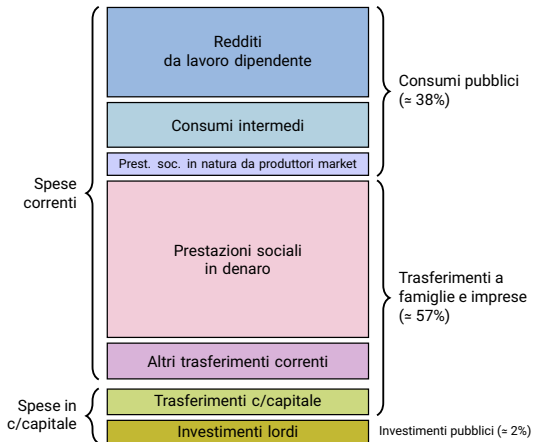 Redditi
da lavoro dipendente
Consumi intermedi
Prest. soc. in natura da produttori market
Prestazioni sociali
in denaro
Altri trasferimenti correnti
Trasferimenti c/capitale
Investimenti lordi
Spese
correnti
Spese in
c/capitale
Consumi pubblici
(≈ 38%)
Trasferimenti a
famiglie e imprese
(≈ 57%)
Investimenti pubblici (≈ 2%)